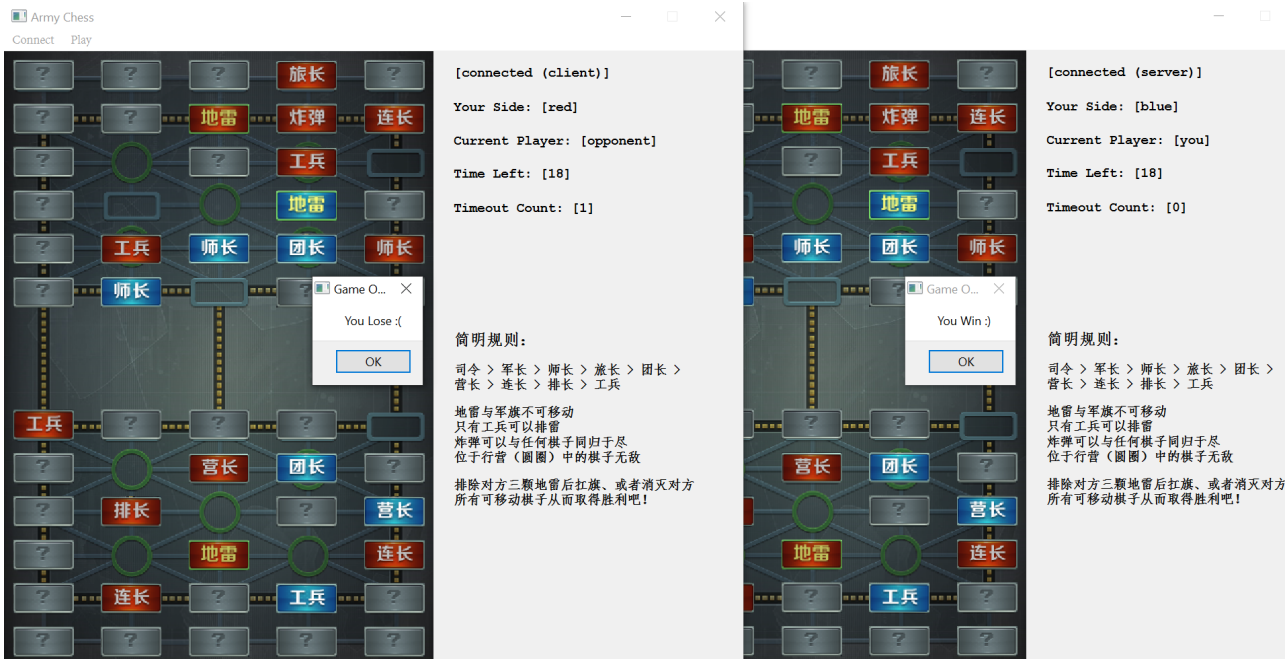 Army Chess
Connect Play
? ? ? 旅长 ?
? ? 地雷 炸弹 连长
? ? 工兵
? 地雷 ?
? 工兵 师长 团长 师长
? 师长 ?
工兵 ? ? ?
? 营长 团长 ?
? 排长 ? 营长
? 地雷 连长
? 连长 ? 工兵 ?
? ? ? ? ?
Game O...
You Lose :(
OK
[connected (client)]
Your Side: [red]
Current Player: [opponent]
Time Left: [18]
Timeout Count: [1]
简明规则：
司令 > 军长 > 师长 > 旅长 > 团长 >
营长 > 连长 > 排长 > 工兵
地雷与军旗不可移动
只有工兵可以排雷
炸弹可以与任何棋子同归于尽
位于行营（圆圈）中的棋子无敌
排除对方三颗地雷后扛旗、或者消灭对方
所有可移动棋子从而取得胜利吧！
? 旅长 ?
地雷 炸弹 连长
? 工兵
地雷 ?
师长 团长 师长
?
? ?
营长 团长 ?
? 营长
地雷 连长
? 工兵 ?
? ? ?
Game O...
You Win :)
OK
[connected (server)]
Your Side: [blue]
Current Player: [you]
Time Left: [18]
Timeout Count: [0]
简明规则：
司令 > 军长 > 师长 > 旅长 > 团长 >
营长 > 连长 > 排长 > 工兵
地雷与军旗不可移动
只有工兵可以排雷
炸弹可以与任何棋子同归于尽
位于行营（圆圈）中的棋子无敌
排除对方三颗地雷后扛旗、或者消灭对方
所有可移动棋子从而取得胜利吧！